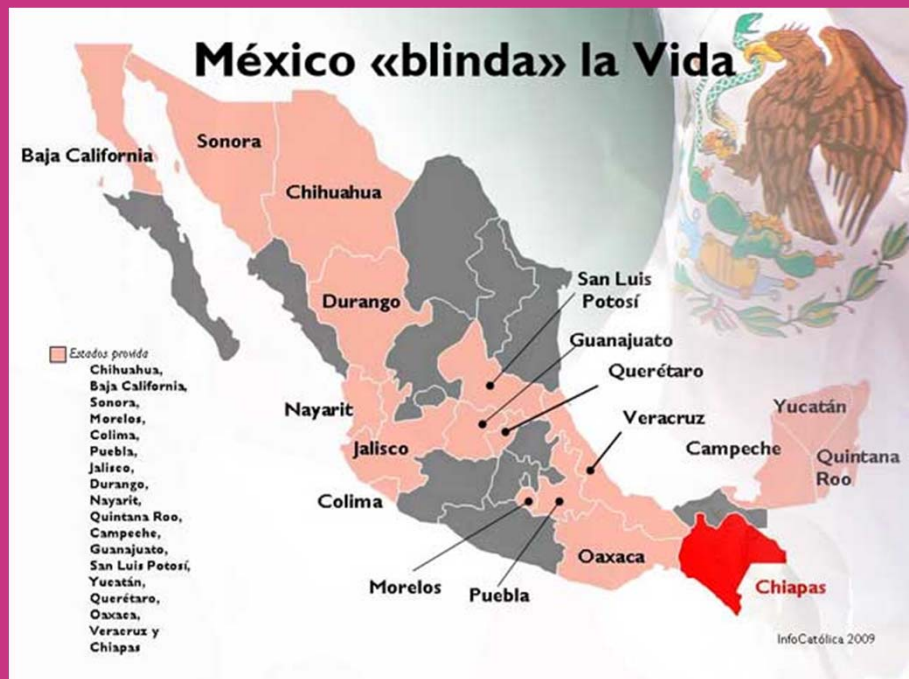 México «blinda» la Vida
Baja California
Sonora
Chihuahua
Durango
San Luis
Potosí
Guanajuato
Querétaro
Nayarit
Veracruz
Jalisco
Yucatán
Campeche
Quintana
Roo
Colima
Oaxaca
Morelos
Puebla
Chiapas
Estados provida
Chihuahua,
Baja California,
Sonora,
Morelos,
Colima,
Puebla,
Jalisco,
Durango,
Nayarit,
Quintana Roo,
Campeche,
Guanajuato,
San Luis Potosí,
Yucatán,
Querétaro,
Oaxaca,
Veracruz y
Chiapas
InfoCatólica 2009